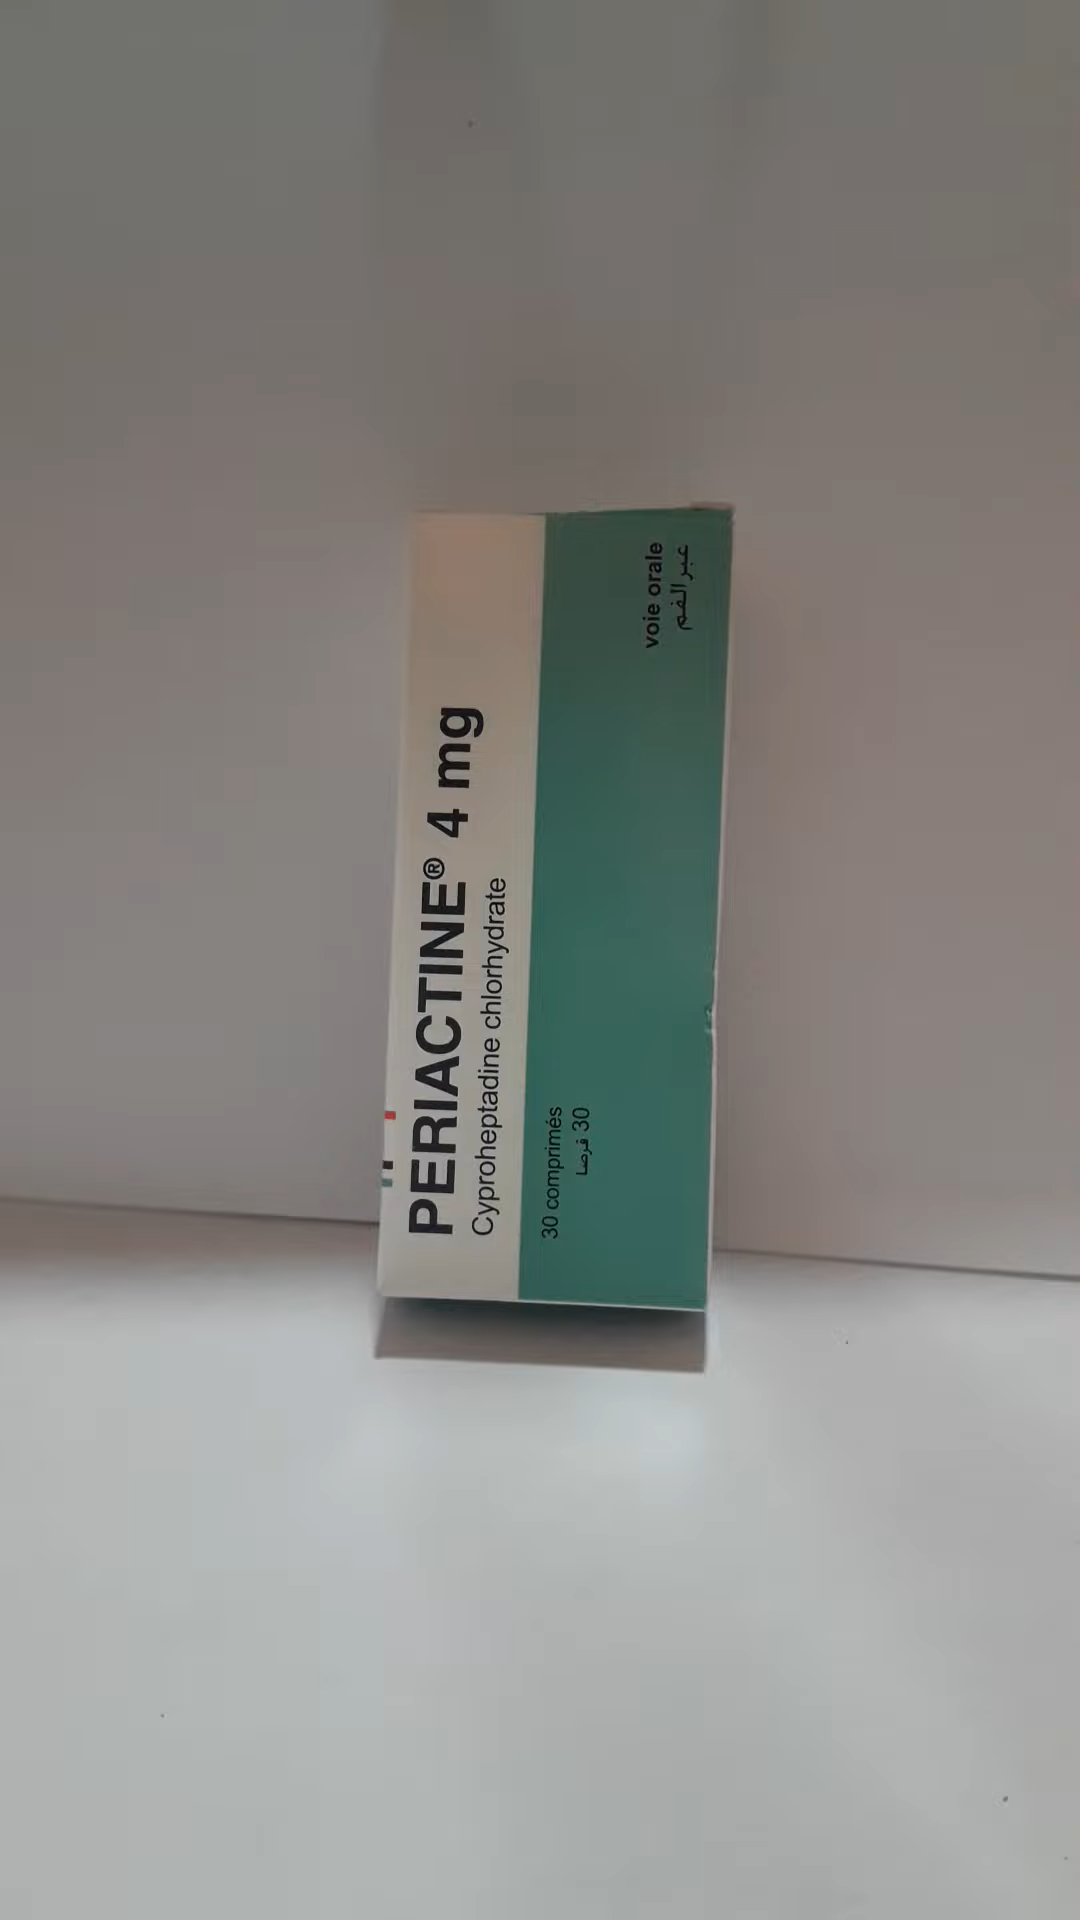 PERIACTINE® 4 mg
Cyproheptadine chlorhydrate
30 comprimés
30 قرصا
voie orale
عبر الفم